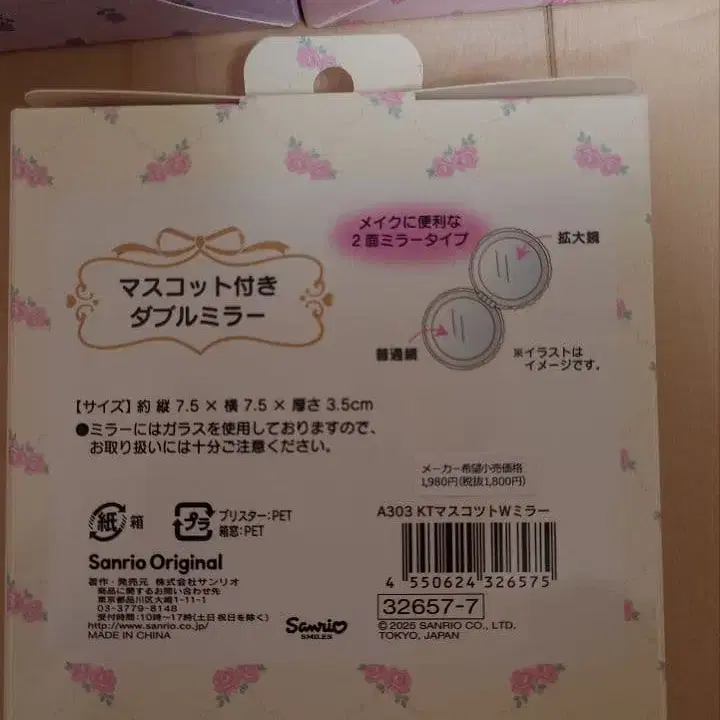 メイクに便利な
2面ミラータイプ
拡大鏡
マスコット付き
ダブルミラー
普通鏡
※イラストは
イメージです。
【サイズ】約 縦 7.5 × 横 7.5 × 厚さ 3.5cm
●ミラーにはガラスを使用しておりますので、
お取り扱いには十分ご注意ください。
メーカー希望小売価格
1,980円(税抜1,800円)
紙 箱
プラ
ブリスター:PET
箱窓:PET
A303 KTマスコットWミラー
4 550624 326575
32657-7
© 2025 SANRIO CO., LTD.
TOKYO, JAPAN
Sanrio Original
著作・発売元 株式会社サンリオ
商品に関するお問い合わせ先
東京都品川区大崎1-11-1
03-3779-8148
受付時間:10時〜17時(土日祝日を除く)
http://www.sanrio.co.jp/
MADE IN CHINA
Sanrio
SMILES